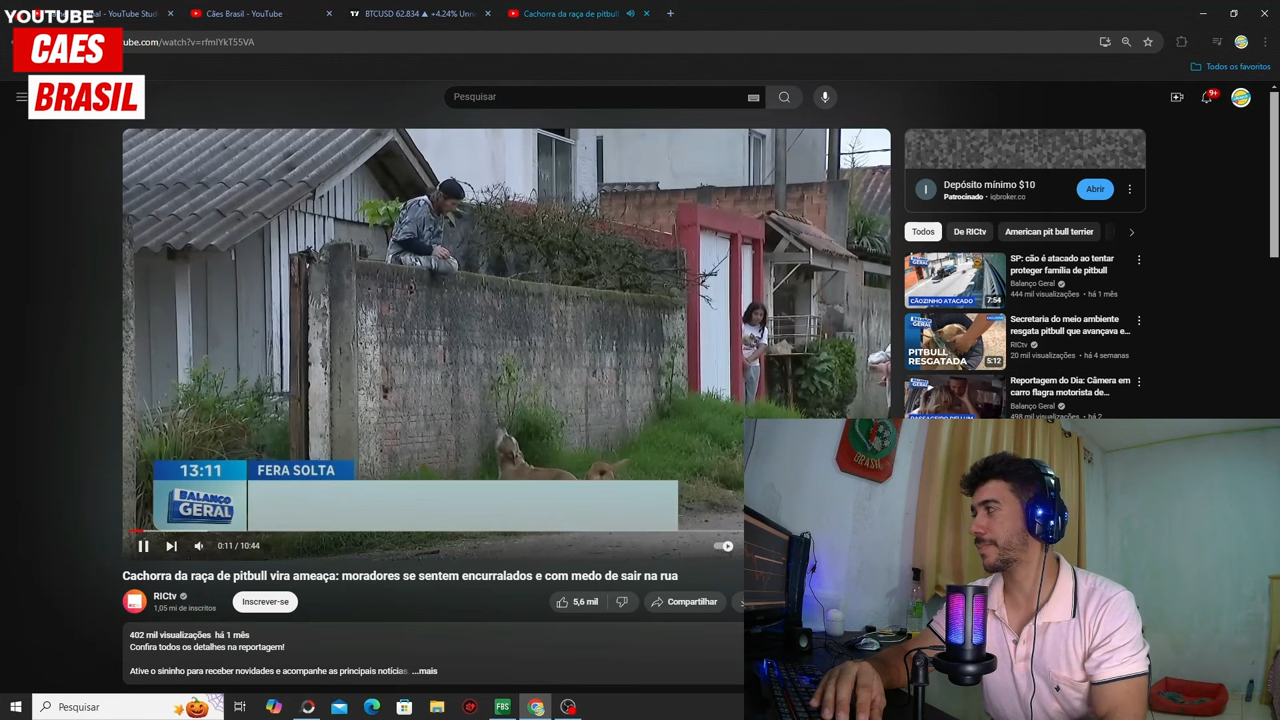 YOUTUBE
CAES
BRASIL
Cães Brasil - YouTube
BTCUSD 62.834 ▲ +4.24%
Cachorra da raça de pitbull
ube.com/watch?v=rfmIYkT55VA
Todos os favoritos
Pesquisar
9+
Depósito mínimo $10
Patrocinado • iqbroker.co
Abrir
Todos
De RICtv
American pit bull terrier
SP: cão é atacado ao tentar
proteger família de pitbull
Balanço Geral
444 mil visualizações • há 1 mês
CÃOZINHO ATACADO
7:54
Secretaria do meio ambiente
resgata pitbull que avançava e...
RICtv
20 mil visualizações • há 4 semanas
PITBULL
RESGATADA
5:12
Reportagem do Dia: Câmera em
carro flagra motorista de...
Balanço Geral
498 mil visualizações • há 2
13:11
FERA SOLTA
BALANÇO
GERAL
0:11 / 10:44
Cachorra da raça de pitbull vira ameaça: moradores se sentem encurralados e com medo de sair na rua
RICtv
1,05 mi de inscritos
Inscrever-se
5,6 mil
Compartilhar
402 mil visualizações há 1 mês
Confira todos os detalhes na reportagem!
Ative o sininho para receber novidades e acompanhe as principais notícias ...mais
BRASIL
Pesquisar
FBS